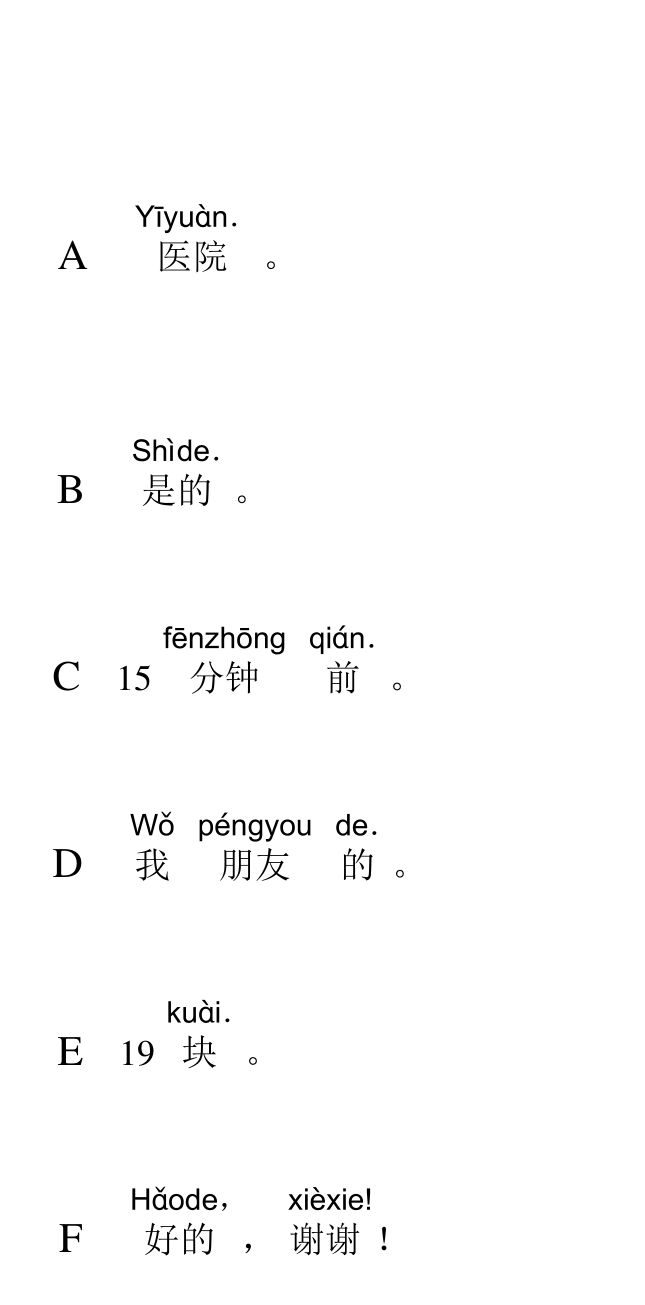 Yīyuàn.
A 医院 。
Shìde.
B 是的 。
fēnzhōng qián.
C 15 分钟 前 。
Wǒ péngyou de.
D 我 朋友 的 。
kuài.
E 19 块 。
Hǎode， xièxie!
F 好的 ， 谢谢 ！